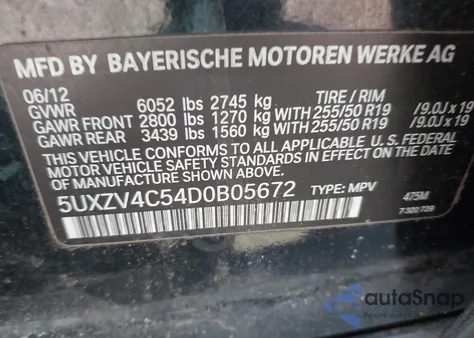 MFD BY BAYERISCHE MOTOREN WERKE AG
06/12 TIRE / RIM
GVWR 6052 lbs 2745 kg
GAWR FRONT 2800 lbs 1270 kg WITH 255/50 R19 /9.0J x 19
GAWR REAR 3439 lbs 1560 kg WITH 255/50 R19 /9.0J x 19
THIS VEHICLE CONFORMS TO ALL APPLICABLE U. S. FEDERAL
MOTOR VEHICLE SAFETY STANDARDS IN EFFECT ON THE DATE OF
MANUFACTURE SHOWN ABOVE.
5UXZV4C54D0B05672 TYPE: MPV 475M
7 320 729
autoSnap